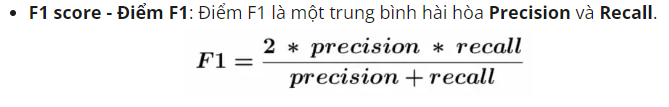 • F1 score - Điểm F1: Điểm F1 là một trung bình hài hòa Precision và Recall.
F1 = \frac{2 * precision * recall}{precision + recall}